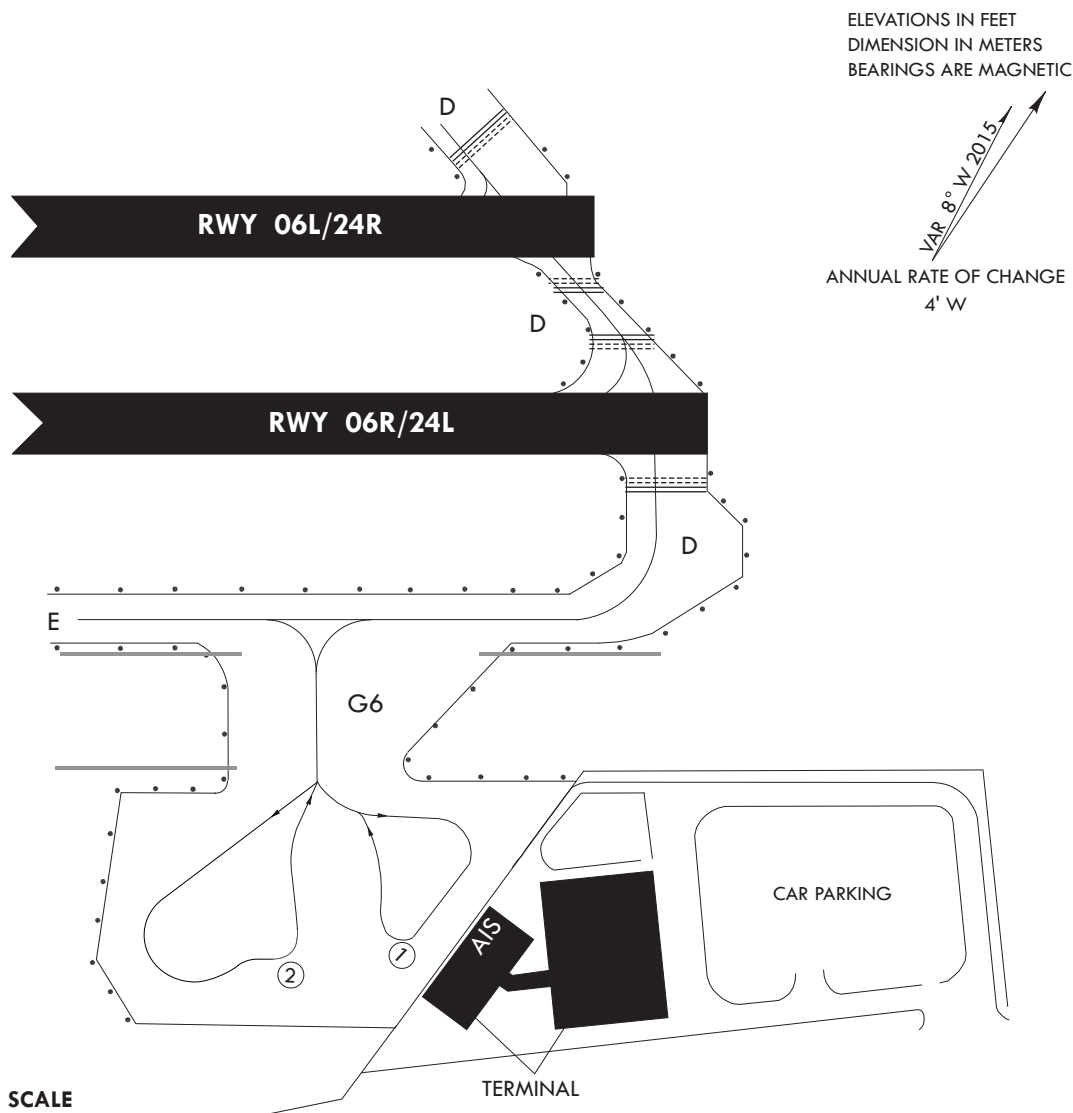 ELEVATIONS IN FEET
DIMENSION IN METERS
BEARINGS ARE MAGNETIC
D
VAR 8° W 2015
RWY 06L/24R
ANNUAL RATE OF CHANGE
4' W
D
RWY 06R/24L
D
E
G6
CAR PARKING
AIS
1
2
TERMINAL
SCALE